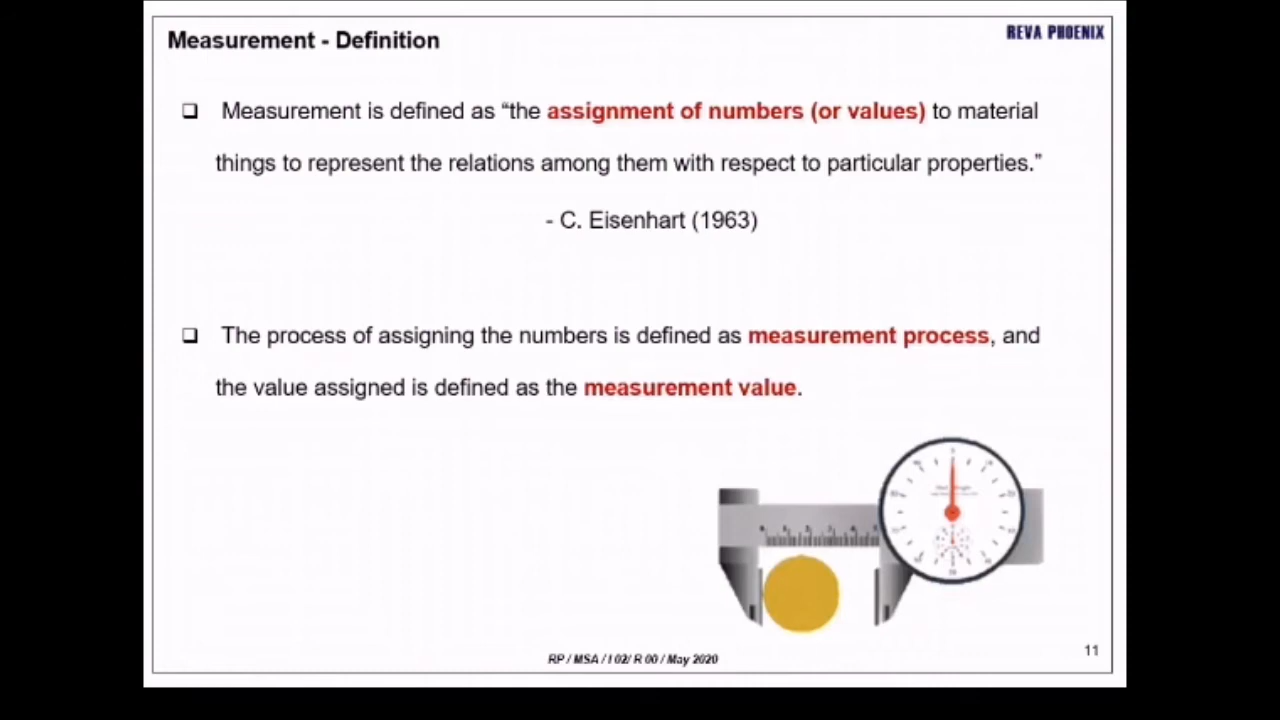 Measurement - Definition
REVA PHOENIX
Measurement is defined as “the assignment of numbers (or values) to material
things to represent the relations among them with respect to particular properties.”
- C. Eisenhart (1963)
The process of assigning the numbers is defined as measurement process, and
the value assigned is defined as the measurement value.
11
RP / MSA / I 02/ R 00 / May 2020